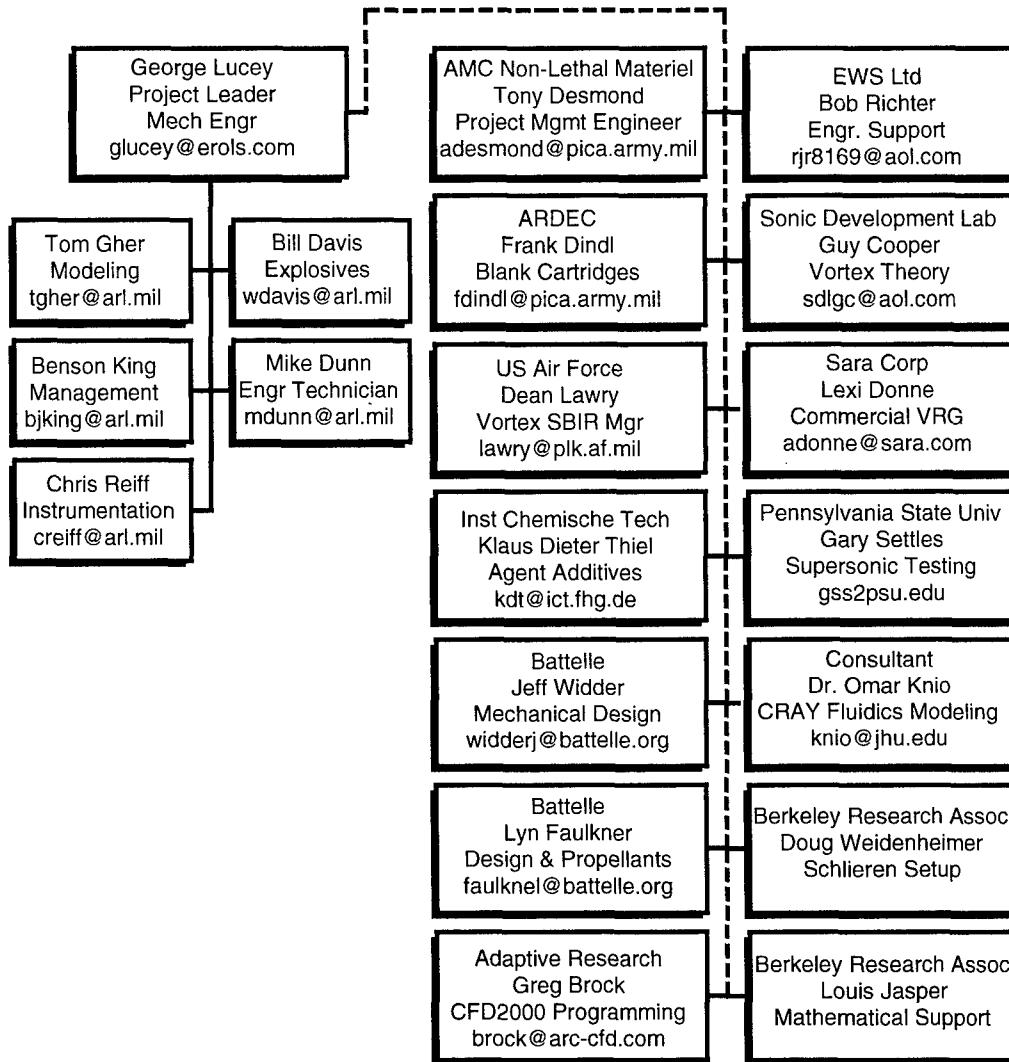 George Lucey
Project Leader
Mech Engr
glucey@erols.com
Tom Gher
Modeling
tgher@arl.mil
Bill Davis
Explosives
wdavis@arl.mil
Benson King
Management
bjking@arl.mil
Mike Dunn
Engr Technician
mdunn@arl.mil
Chris Reiff
Instrumentation
creiff@arl.mil
AMC Non-Lethal Materiel
Tony Desmond
Project Mgmt Engineer
adesmond@pica.army.mil
EWS Ltd
Bob Richter
Engr. Support
rjr8169@aol.com
ARDEC
Frank Dindl
Blank Cartridges
fdindl@pica.army.mil
Sonic Development Lab
Guy Cooper
Vortex Theory
sdlgc@aol.com
US Air Force
Dean Lawry
Vortex SBIR Mgr
lawry@plk.af.mil
Sara Corp
Lexi Donne
Commercial VRG
adonne@sara.com
Inst Chemische Tech
Klaus Dieter Thiel
Agent Additives
kdt@ict.fhg.de
Pennsylvania State Univ
Gary Settles
Supersonic Testing
gss2psu.edu
Battelle
Jeff Widder
Mechanical Design
widderj@battelle.org
Consultant
Dr. Omar Knio
CRAY Fluidics Modeling
knio@jhu.edu
Battelle
Lyn Faulkner
Design & Propellants
faulknel@battelle.org
Berkeley Research Assoc
Doug Weidenheimer
Schlieren Setup
Adaptive Research
Greg Brock
CFD2000 Programming
brock@arc-cfd.com
Berkeley Research Assoc
Louis Jasper
Mathematical Support